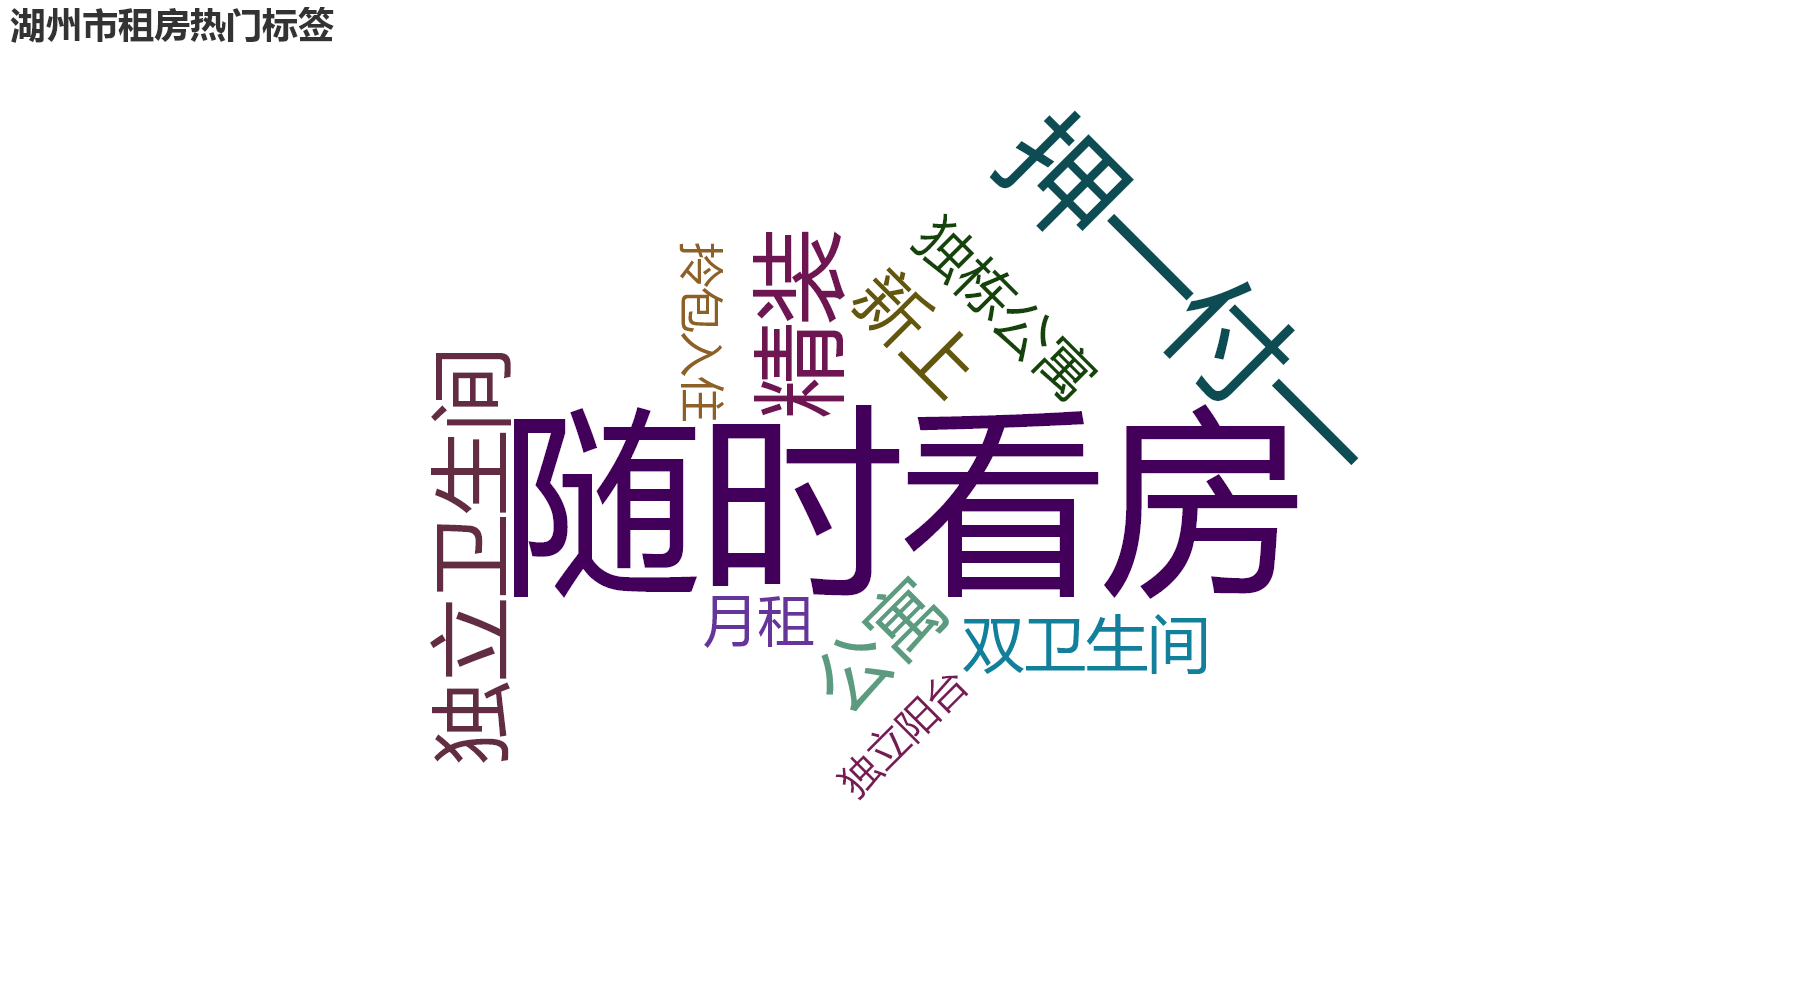 湖州市租房热门标签
押一付一
独栋公寓
新上
精装
拎包入住
独立卫生间
随时看房
月租
公寓
双卫生间
独立阳台